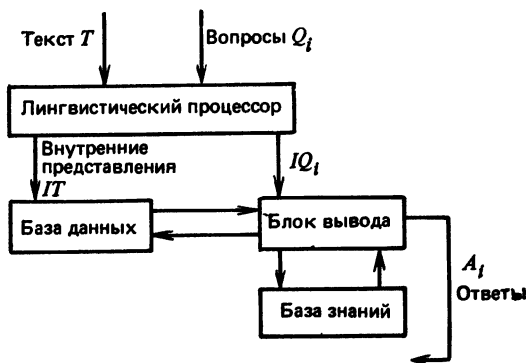 Текст T
Вопросы Qi
Лингвистический процессор
Внутренние
представления
IT
IQi
База данных
Блок вывода
База знаний
Ai
Ответы